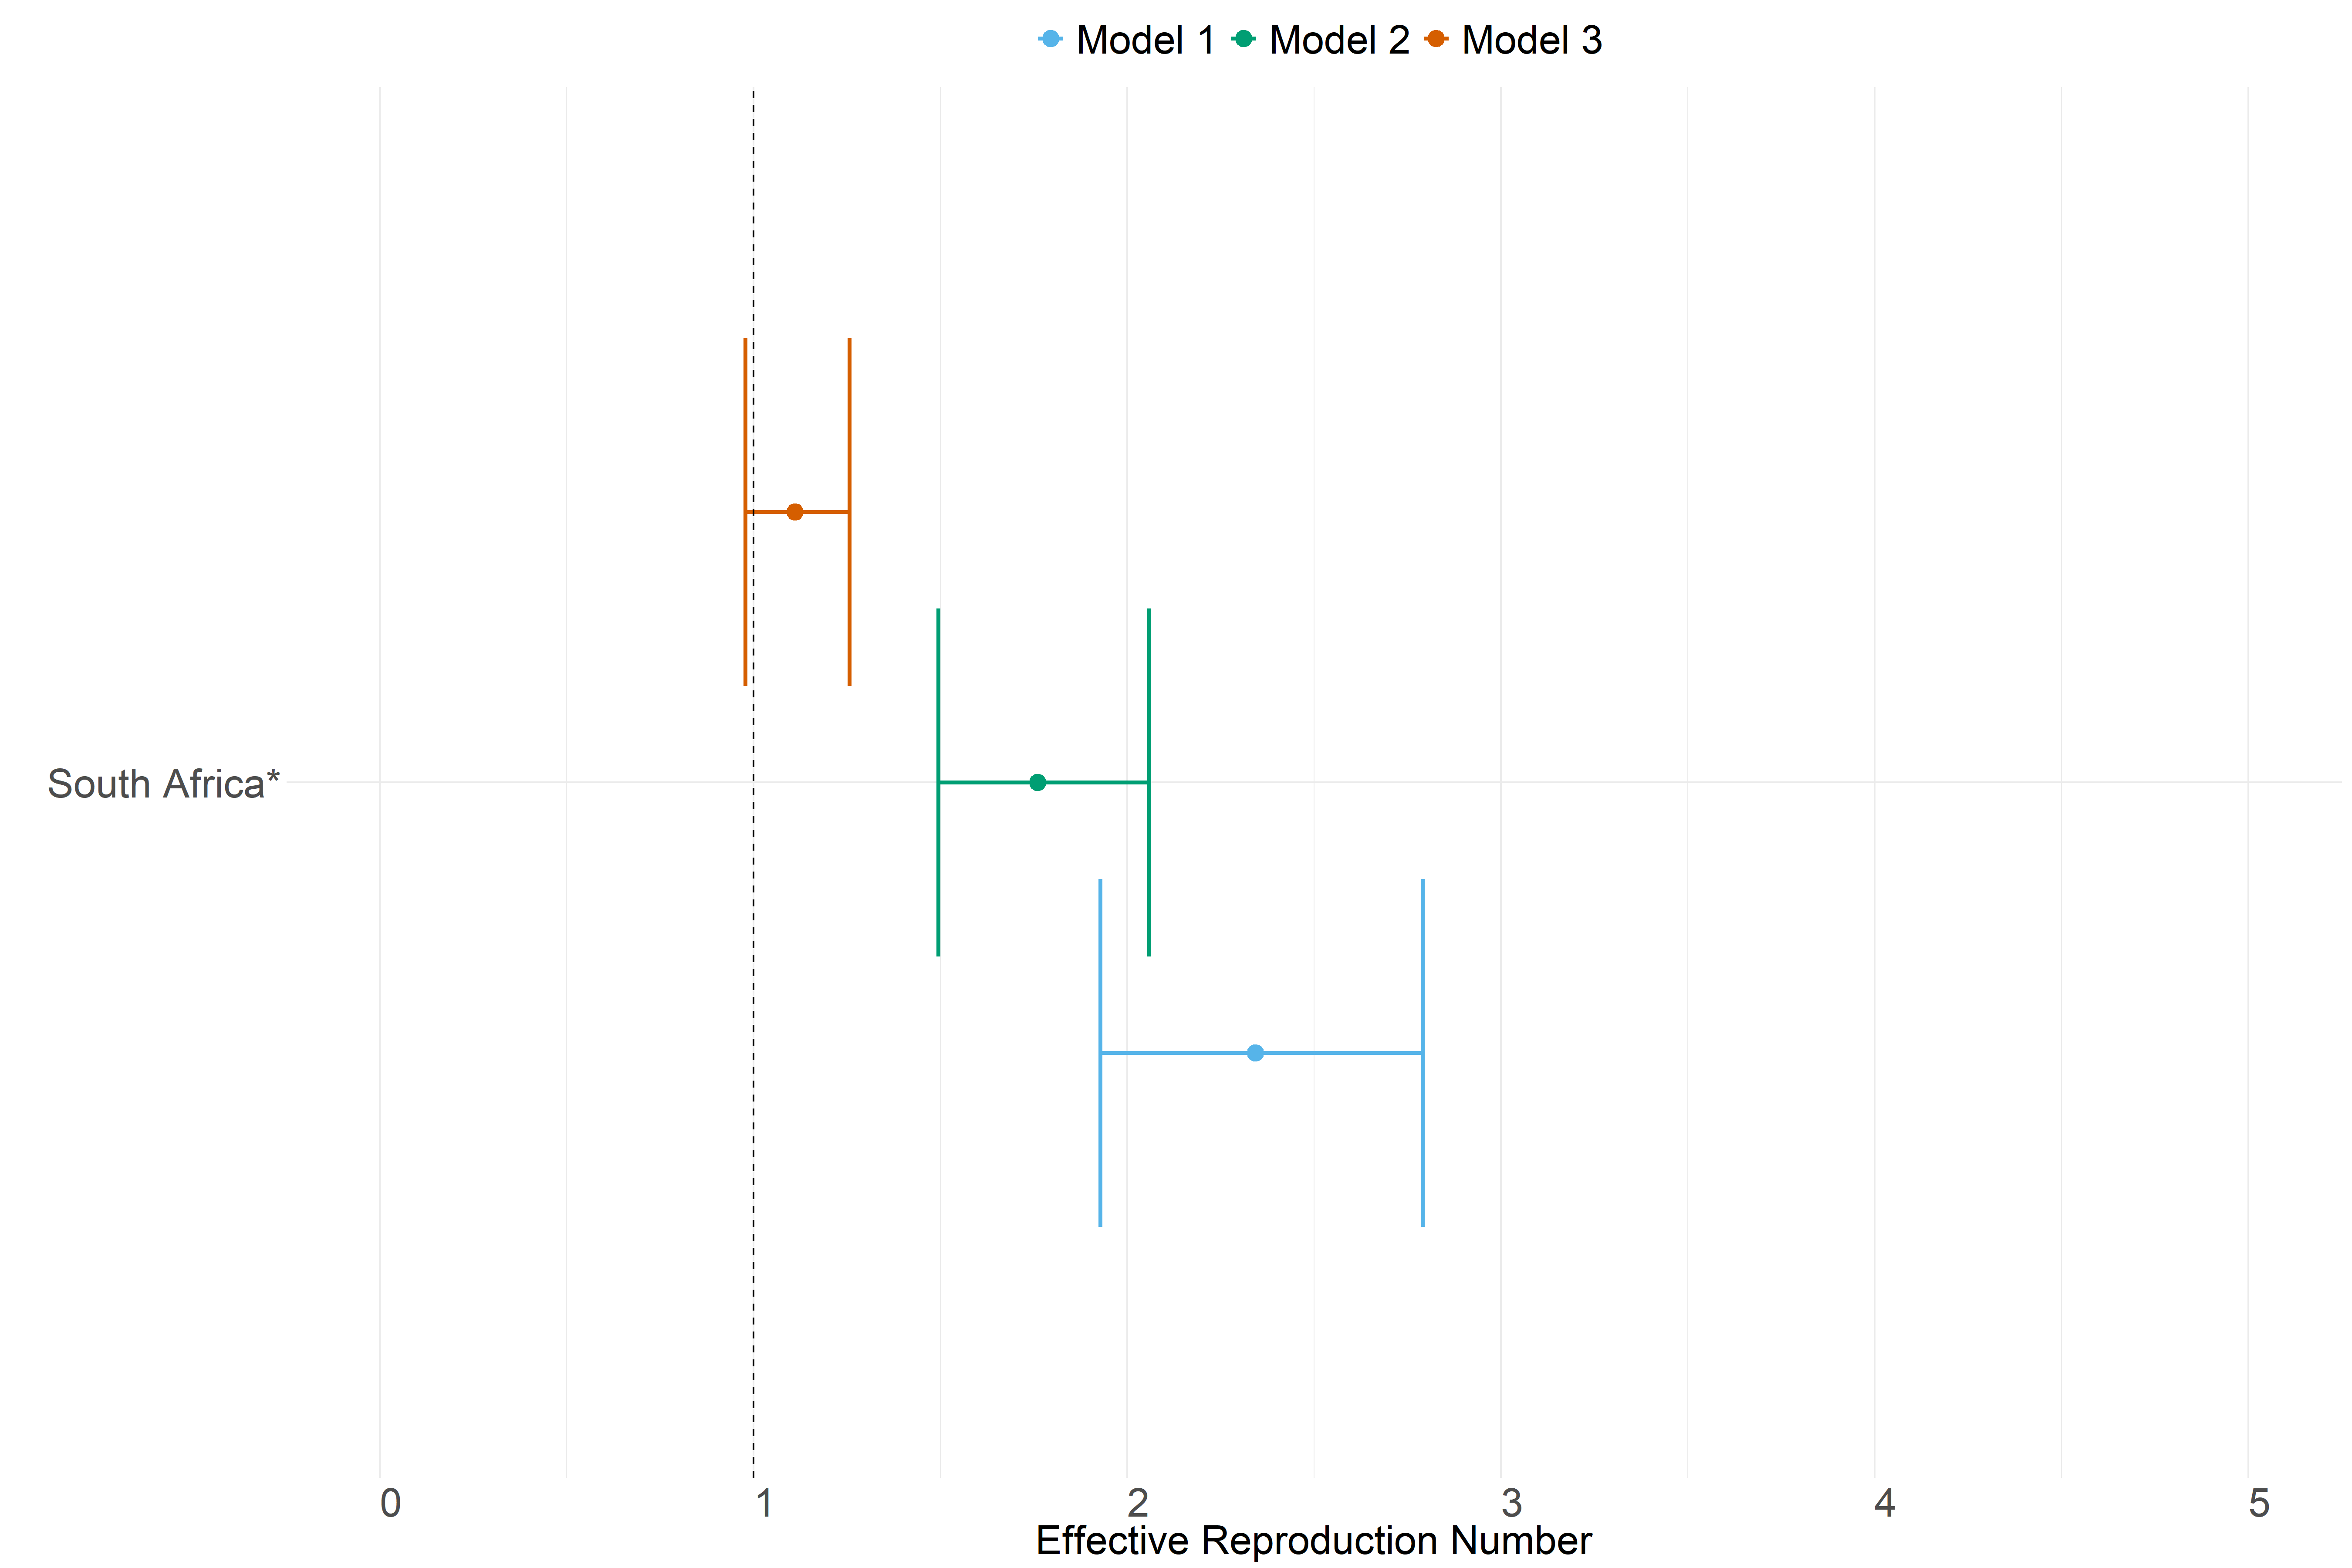 Model 1 Model 2 Model 3
South Africa*
0 1 2 3 4 5
Effective Reproduction Number